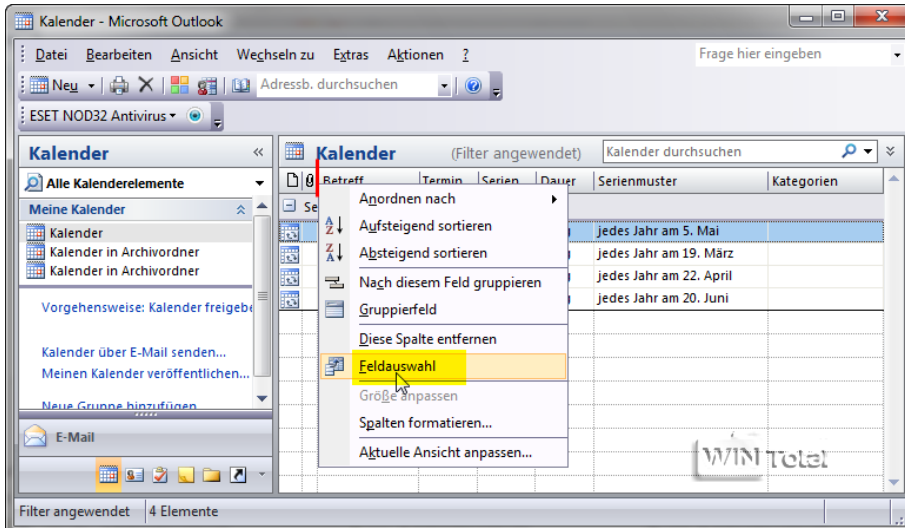 Kalender - Microsoft Outlook
Datei Bearbeiten Ansicht Wechseln zu Extras Aktionen ?
Frage hier eingeben
Neu
Adressb. durchsuchen
ESET NOD32 Antivirus
Kalender
Alle Kalenderelemente
Meine Kalender
Kalender
Kalender in Archivordner
Kalender in Archivordner
Vorgehensweise: Kalender freigebe
Kalender über E-Mail senden...
Meinen Kalender veröffentlichen...
Neue Gruppe hinzufügen
E-Mail
Kalender (Filter angewendet) Kalender durchsuchen
Betreff Termin Serien Dauer Serienmuster Kategorien
Se
jedes Jahr am 5. Mai
jedes Jahr am 19. März
jedes Jahr am 22. April
jedes Jahr am 20. Juni
Anordnen nach
Aufsteigend sortieren
Absteigend sortieren
Nach diesem Feld gruppieren
Gruppierfeld
Diese Spalte entfernen
Feldauswahl
Größe anpassen
Spalten formatieren...
Aktuelle Ansicht anpassen...
WIN Total
Filter angewendet 4 Elemente